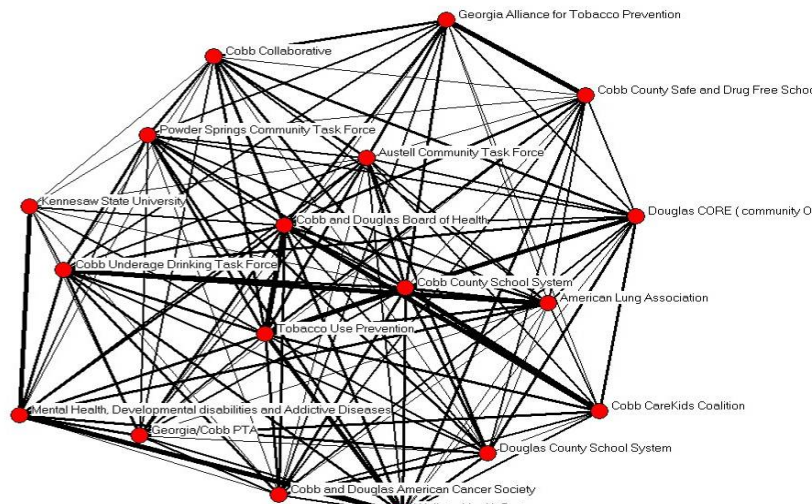 Georgia Alliance for Tobacco Prevention
Cobb Collaborative
Cobb County Safe and Drug Free Schoo
Powder Springs Community Task Force
Austell Community Task Force
Kennesaw State University
Cobb and Douglas Board of Health
Douglas CORE ( community O
Cobb Underage Drinking Task Force
Cobb County School System
American Lung Association
Tobacco Use Prevention
Mental Health, Developmental disabilities and Addictive Diseases
Cobb CareKids Coalition
Georgia/Cobb PTA
Douglas County School System
Cobb and Douglas American Cancer Society